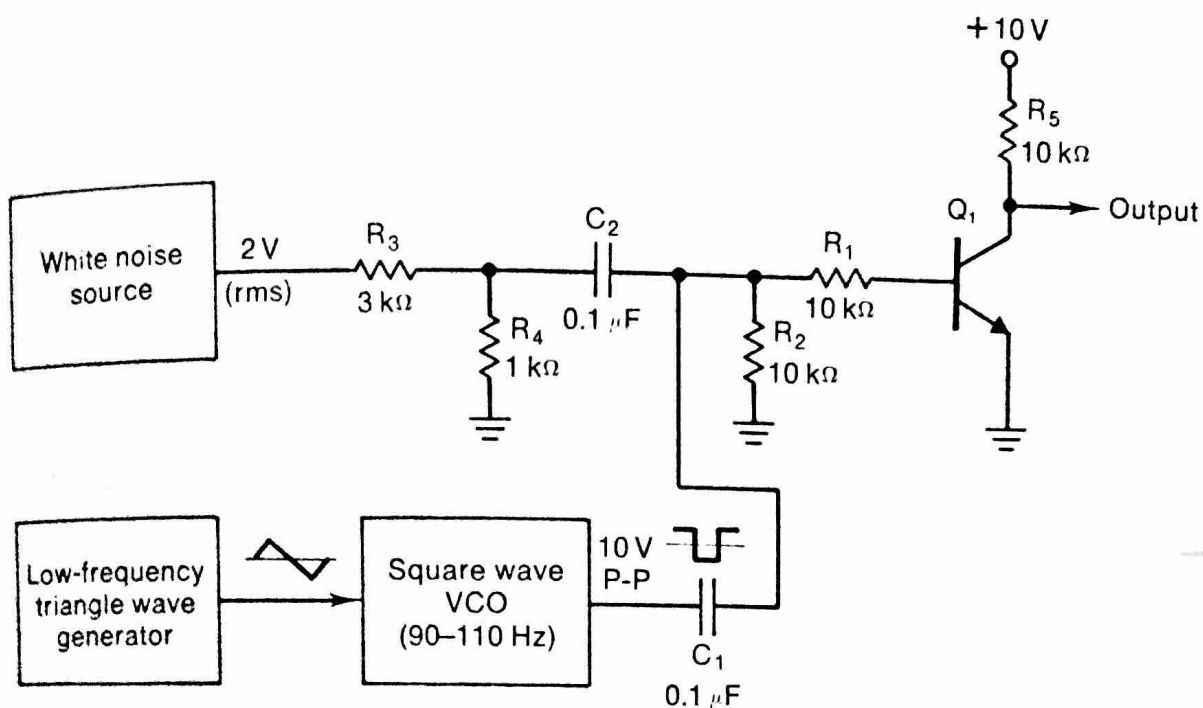 +10 V
R5
10 kΩ
Q1
Output
White noise
source
2 V
(rms)
R3
3 kΩ
R4
1 kΩ
C2
0.1 μF
R1
10 kΩ
R2
10 kΩ
Low-frequency
triangle wave
generator
Square wave
VCO
(90–110 Hz)
10 V
P-P
C1
0.1 μF